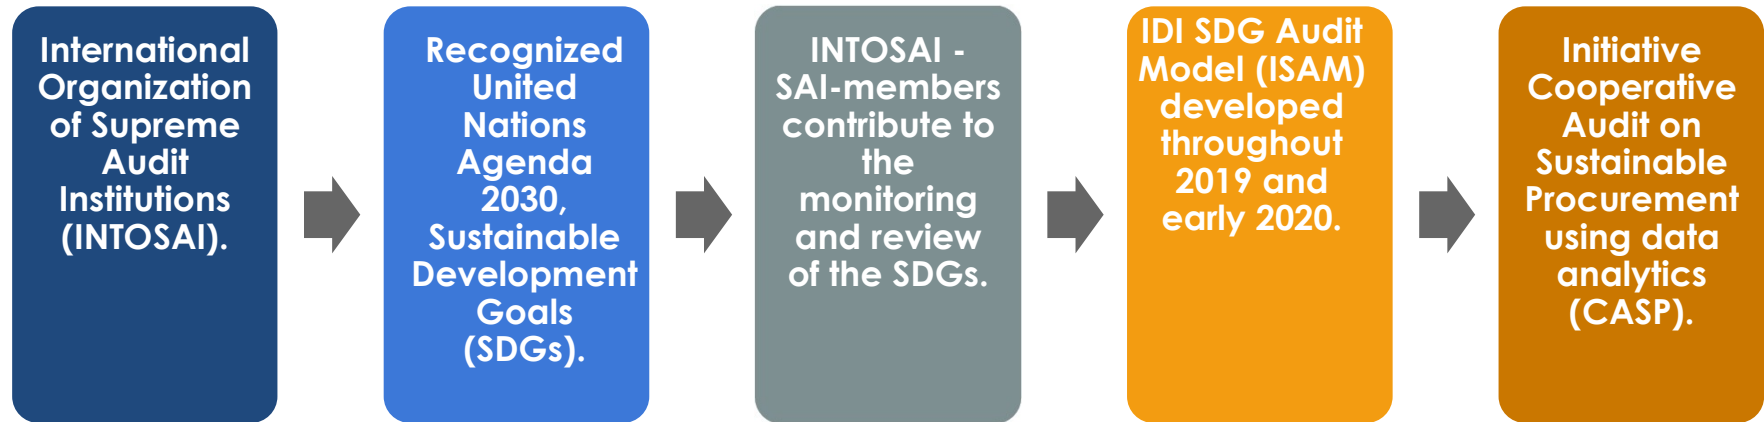 International
Organization
of Supreme
Audit
Institutions
(INTOSAI).
Recognized
United
Nations
Agenda
2030,
Sustainable
Development
Goals
(SDGs).
INTOSAI -
SAI-members
contribute to
the
monitoring
and review
of the SDGs.
IDI SDG Audit
Model (ISAM)
developed
throughout
2019 and
early 2020.
Initiative
Cooperative
Audit on
Sustainable
Procurement
using data
analytics
(CASP).